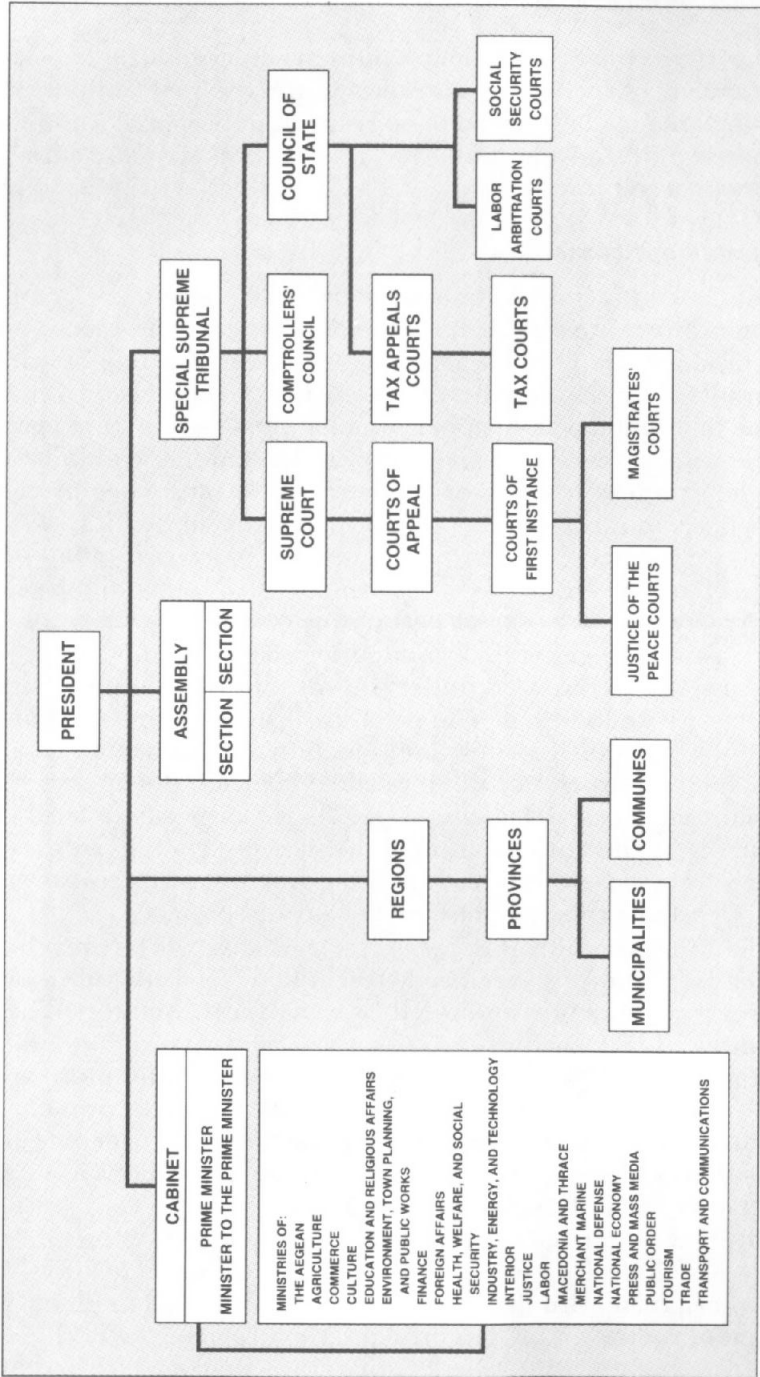 PRESIDENT
CABINET
PRIME MINISTER
MINISTER TO THE PRIME MINISTER
MINISTRIES OF:
THE AEGEAN
AGRICULTURE
COMMERCE
CULTURE
EDUCATION AND RELIGIOUS AFFAIRS
ENVIRONMENT, TOWN PLANNING,
AND PUBLIC WORKS
FINANCE
FOREIGN AFFAIRS
HEALTH, WELFARE, AND SOCIAL
SECURITY
INDUSTRY, ENERGY, AND TECHNOLOGY
INTERIOR
JUSTICE
LABOR
MACEDONIA AND THRACE
MERCHANT MARINE
NATIONAL DEFENSE
NATIONAL ECONOMY
PRESS AND MASS MEDIA
PUBLIC ORDER
TOURISM
TRADE
TRANSPORT AND COMMUNICATIONS
REGIONS
PROVINCES
MUNICIPALITIES
COMMUNES
ASSEMBLY
SECTION
SECTION
SPECIAL SUPREME
TRIBUNAL
SUPREME
COURT
COMPTROLLERS'
COUNCIL
COUNCIL OF
STATE
COURTS OF
APPEAL
TAX APPEALS
COURTS
COURTS OF
FIRST INSTANCE
TAX COURTS
LABOR
ARBITRATION
COURTS
SOCIAL
SECURITY
COURTS
JUSTICE OF THE
PEACE COURTS
MAGISTRATES'
COURTS